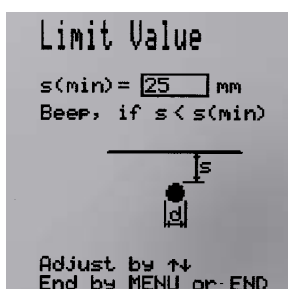 Limit Value
s(min)= 25 mm
Beep, if s < s(min)
s
d
Adjust by ↑↓
End by MENU or END